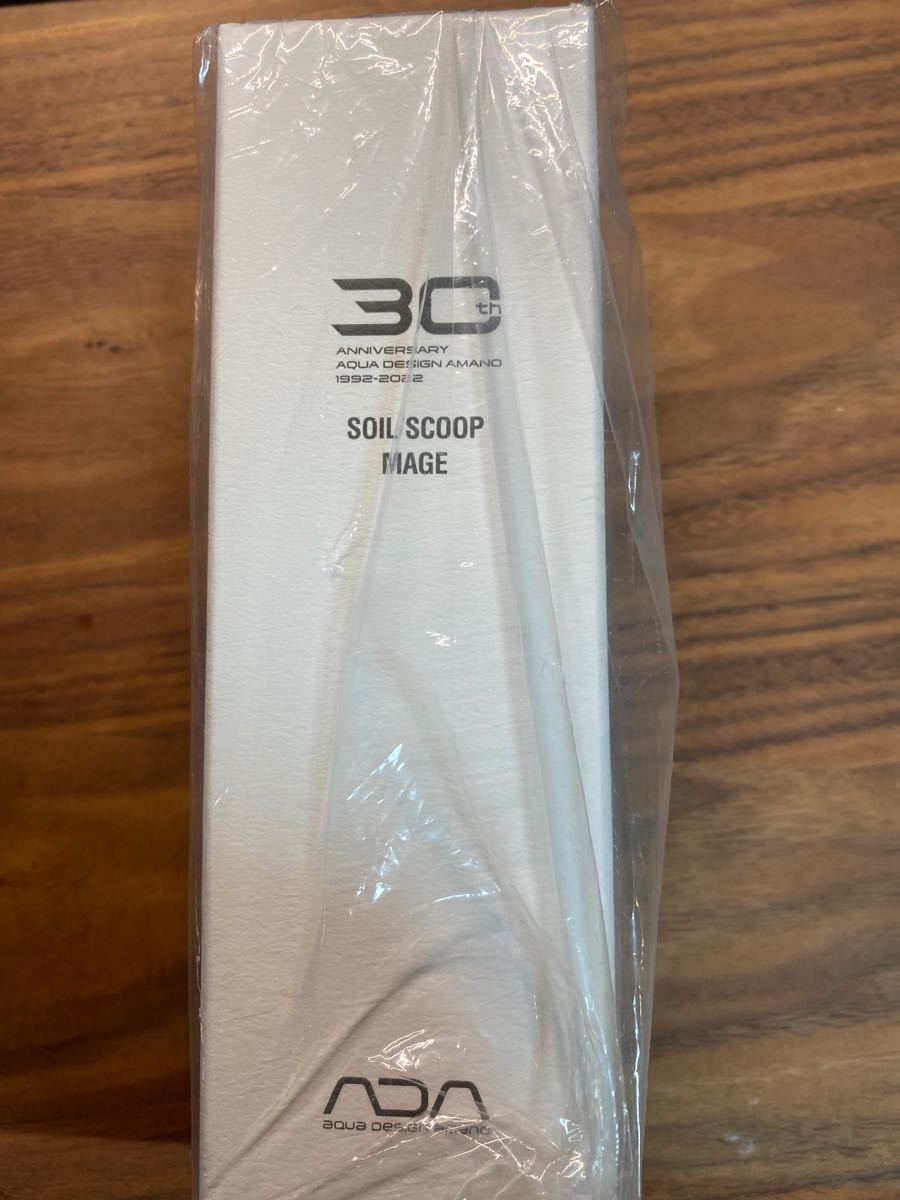 30th
ANNIVERSARY
AQUA DESIGN AMANO
1992-2022
SOIL SCOOP
MAGE
ADA
aqua design amano